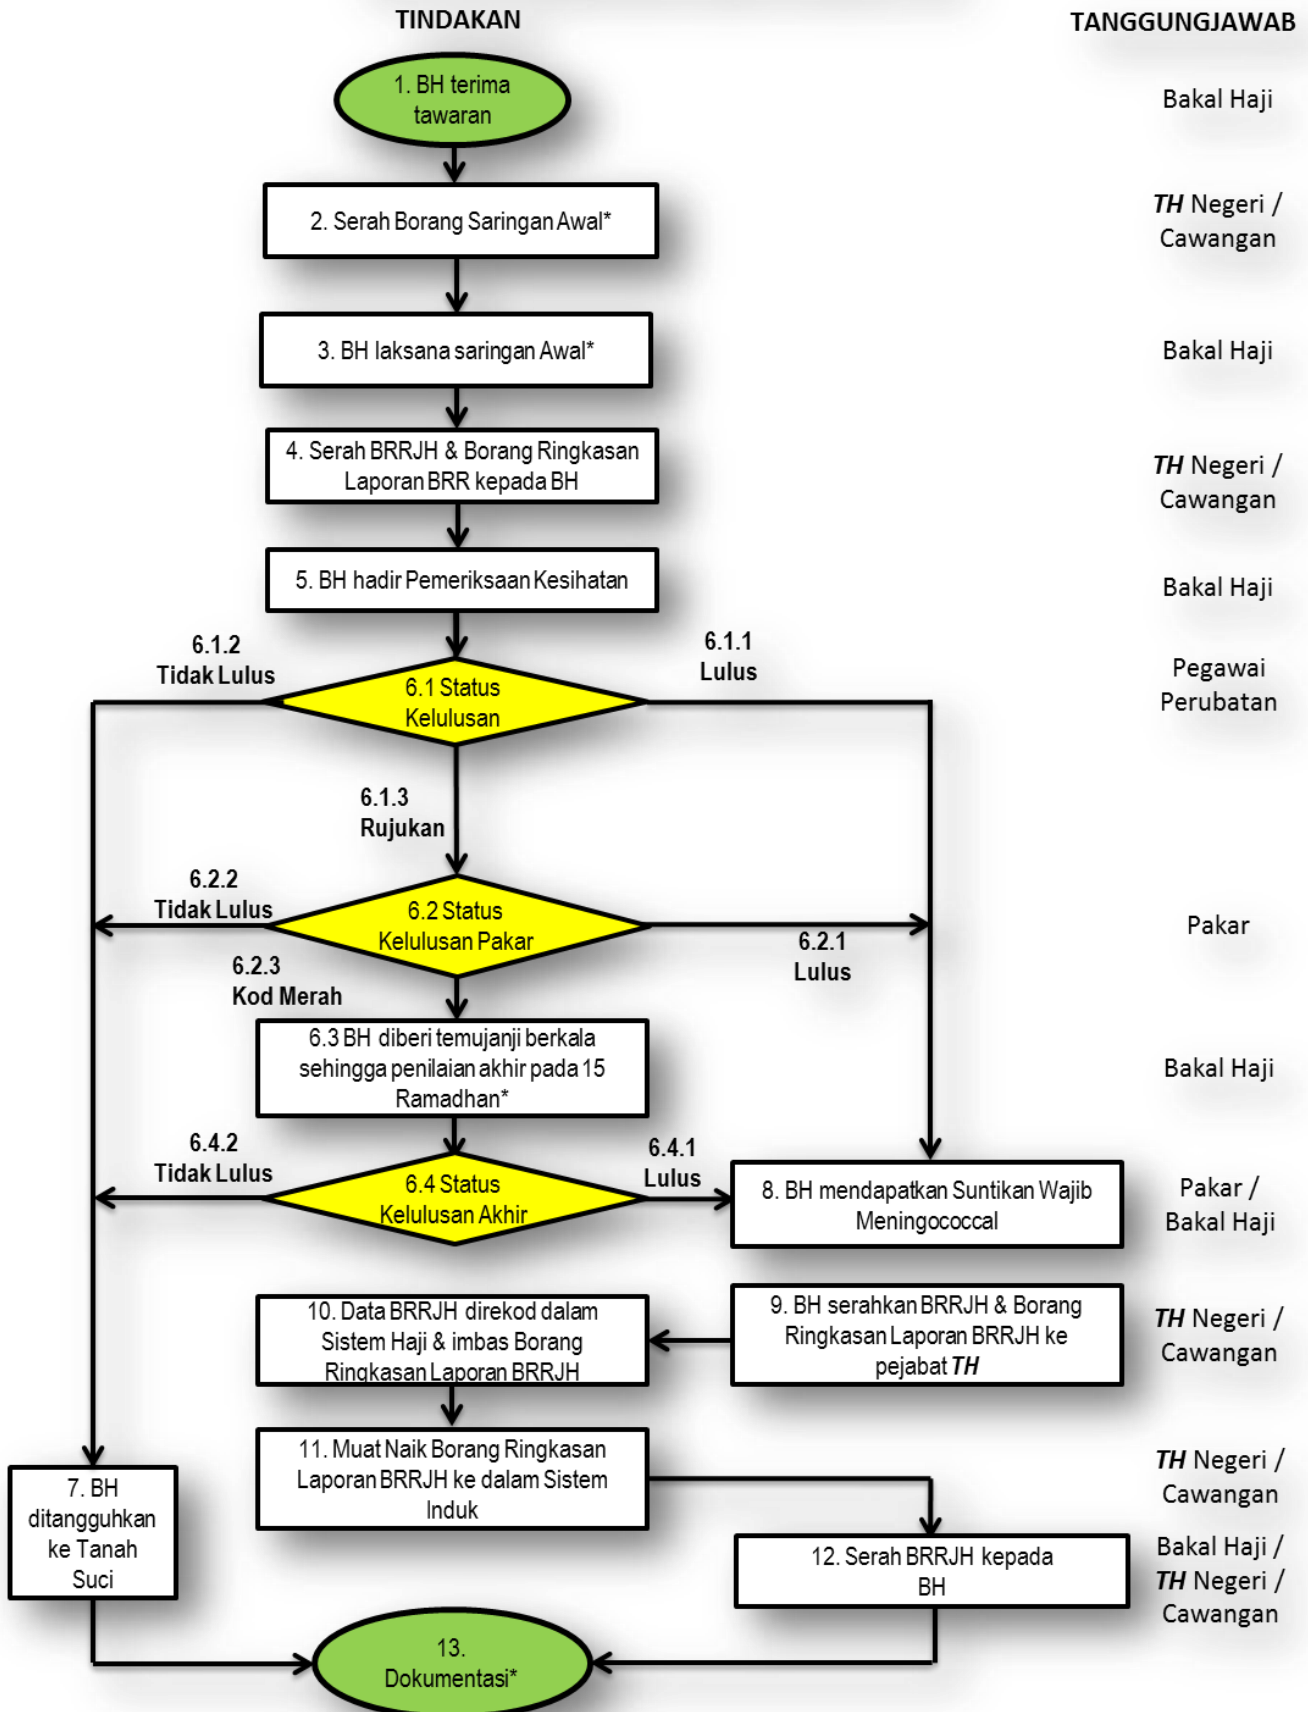 TINDAKAN
TANGGUNGJAWAB
1. BH terima
tawaran
Bakal Haji
2. Serah Borang Saringan Awal*
TH Negeri /
Cawangan
3. BH laksana saringan Awal*
Bakal Haji
4. Serah BRRJH & Borang Ringkasan
Laporan BRR kepada BH
TH Negeri /
Cawangan
5. BH hadir Pemeriksaan Kesihatan
Bakal Haji
6.1.2
Tidak Lulus
6.1.1
Lulus
6.1 Status
Kelulusan
Pegawai
Perubatan
6.1.3
Rujukan
6.2.2
Tidak Lulus
6.2 Status
Kelulusan Pakar
6.2.1
Lulus
Pakar
6.2.3
Kod Merah
6.3 BH diberi temujanji berkala
sehingga penilaian akhir pada 15
Ramadhan*
Bakal Haji
6.4.2
Tidak Lulus
6.4.1
Lulus
6.4 Status
Kelulusan Akhir
8. BH mendapatkan Suntikan Wajib
Meningococcal
Pakar /
Bakal Haji
10. Data BRRJH direkod dalam
Sistem Haji & imbas Borang
Ringkasan Laporan BRRJH
9. BH serahkan BRRJH & Borang
Ringkasan Laporan BRRJH ke
pejabat TH
TH Negeri /
Cawangan
11. Muat Naik Borang Ringkasan
Laporan BRRJH ke dalam Sistem
Induk
TH Negeri /
Cawangan
7. BH
ditangguhkan
ke Tanah
Suci
12. Serah BRRJH kepada
BH
Bakal Haji /
TH Negeri /
Cawangan
13.
Dokumentasi*